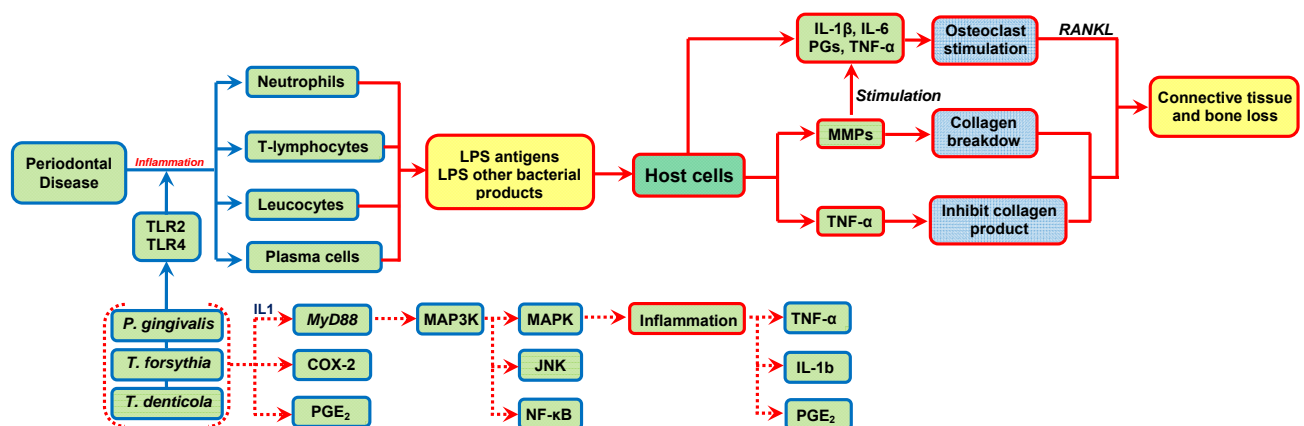 Periodontal
Disease
Inflammation
TLR2
TLR4
Neutrophils
T-lymphocytes
Leucocytes
Plasma cells
LPS antigens
LPS other bacterial
products
Host cells
IL-1β, IL-6
PGs, TNF-α
Stimulation
MMPs
TNF-α
Osteoclast
stimulation
Collagen
breakdow
Inhibit collagen
product
RANKL
Connective tissue
and bone loss
P. gingivalis
T. forsythia
T. denticola
IL1
MyD88
COX-2
PGE₂
MAP3K
MAPK
JNK
NF-κB
Inflammation
TNF-α
IL-1b
PGE₂